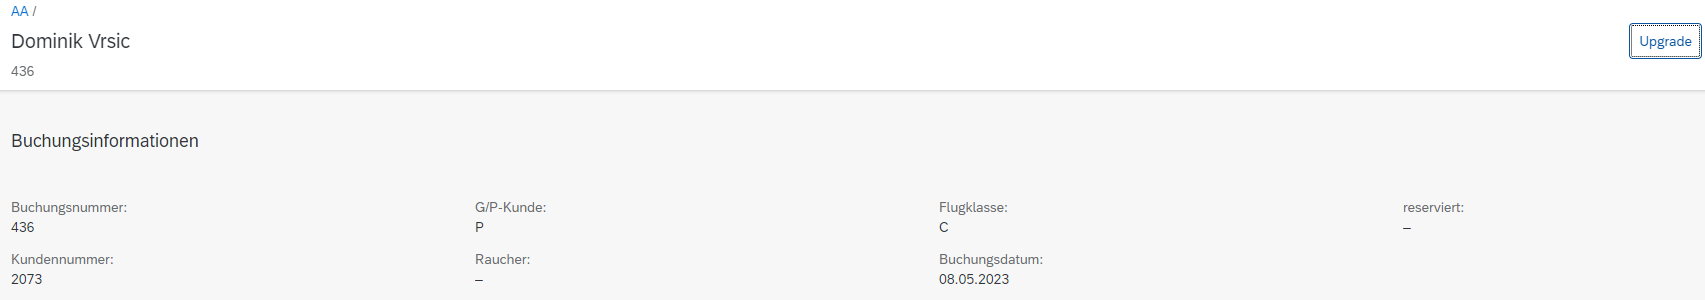 AA /
Dominik Vrsic
Upgrade
436
Buchungsinformationen
Buchungsnummer: G/P-Kunde: Flugklasse: reserviert:
436 P C –
Kundennummer: Raucher: Buchungsdatum:
2073 – 08.05.2023